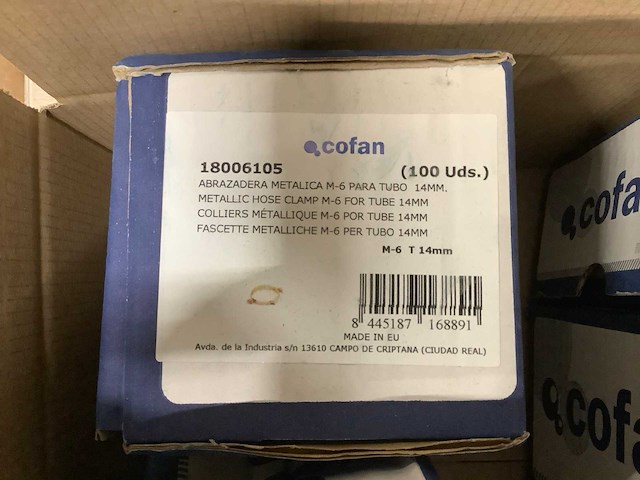 cofan
18006105 (100 Uds.)
ABRAZADERA METALICA M-6 PARA TUBO 14MM.
METALLIC HOSE CLAMP M-6 FOR TUBE 14MM
COLLIERS MÉTALLIQUE M-6 POR TUBE 14MM
FASCETTE METALLICHE M-6 PER TUBO 14MM
M-6 T 14mm
8 445187 168891
MADE IN EU
Avda. de la Industria s/n 13610 CAMPO DE CRIPTANA (CIUDAD REAL)
cofa
cofan